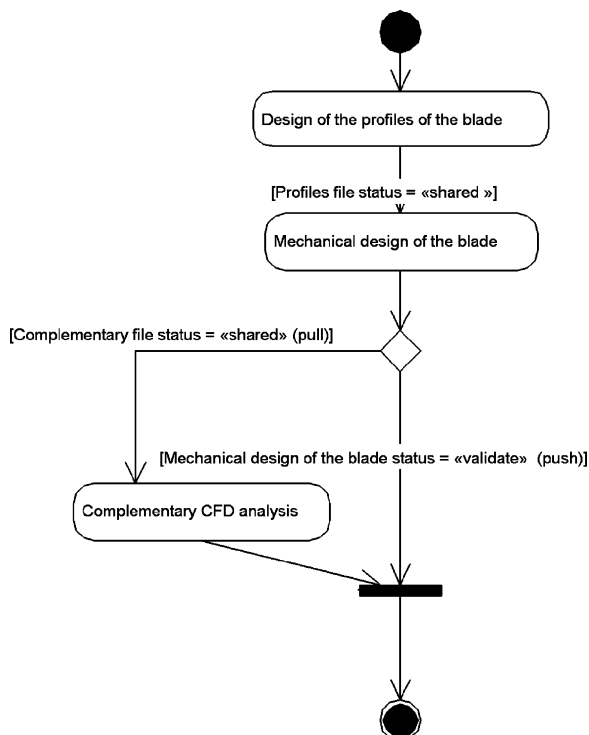 Design of the profiles of the blade
[Profiles file status = «shared »]
Mechanical design of the blade
[Complementary file status = «shared» (pull)]
[Mechanical design of the blade status = «validate»  (push)]
Complementary CFD analysis